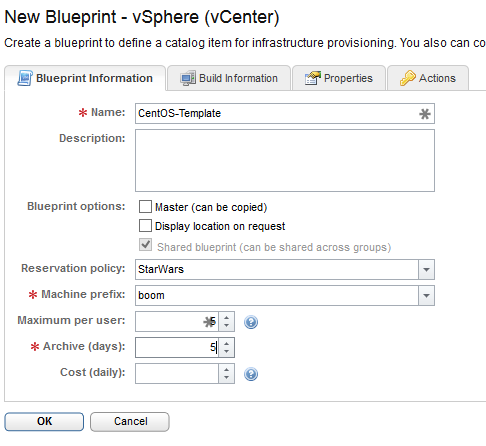 New Blueprint - vSphere (vCenter)
Create a blueprint to define a catalog item for infrastructure provisioning. You also can co
Blueprint Information Build Information Properties Actions
* Name: CentOS-Template *
Description:
Blueprint options: Master (can be copied)
Display location on request
Shared blueprint (can be shared across groups)
Reservation policy: StarWars
* Machine prefix: boom
Maximum per user: *5 ?
* Archive (days): 5
Cost (daily): ?
OK Cancel